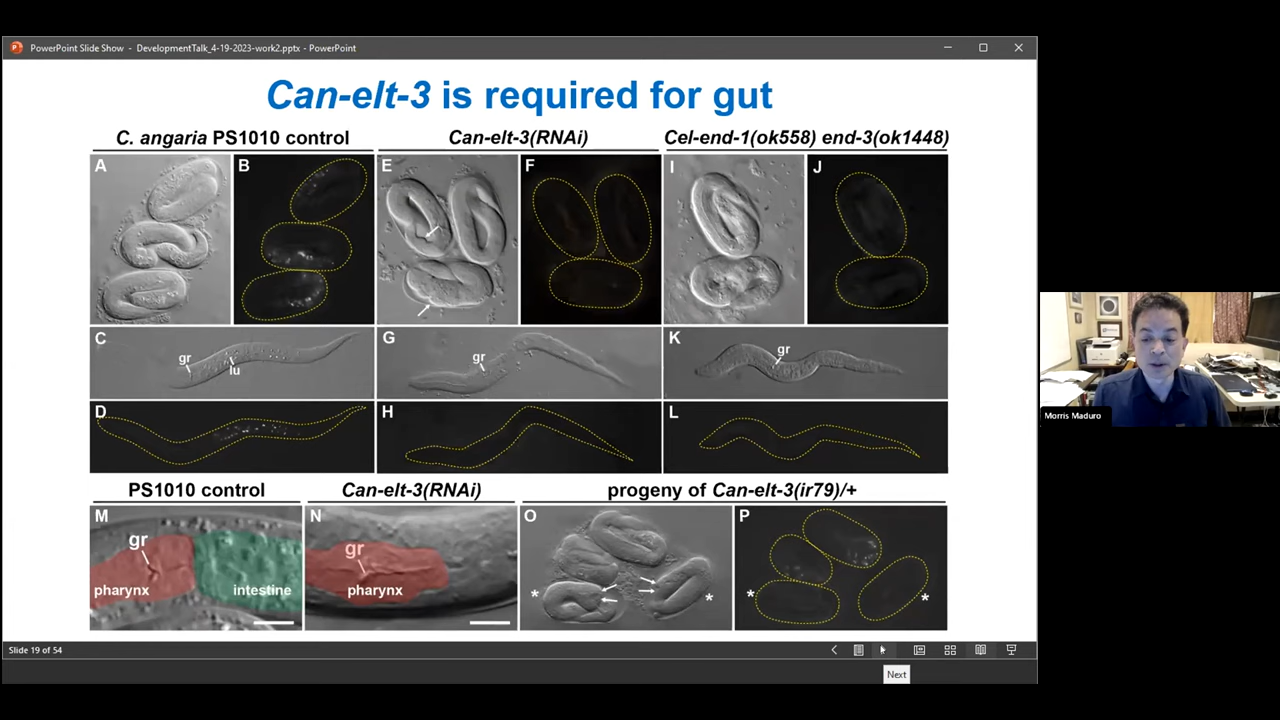 PowerPoint Slide Show - DevelopmentTalk_4-19-2023-work2.pptx - PowerPoint
Can-elt-3 is required for gut
C. angaria PS1010 control
Can-elt-3(RNAi)
Cel-end-1(ok558) end-3(ok1448)
A
B
E
F
I
J
C
gr
lu
G
gr
K
gr
D
H
L
PS1010 control
Can-elt-3(RNAi)
progeny of Can-elt-3(ir79)/+
M
gr
pharynx
intestine
N
gr
pharynx
O
*
*
P
*
*
Slide 19 of 54
Next
Morris Maduro